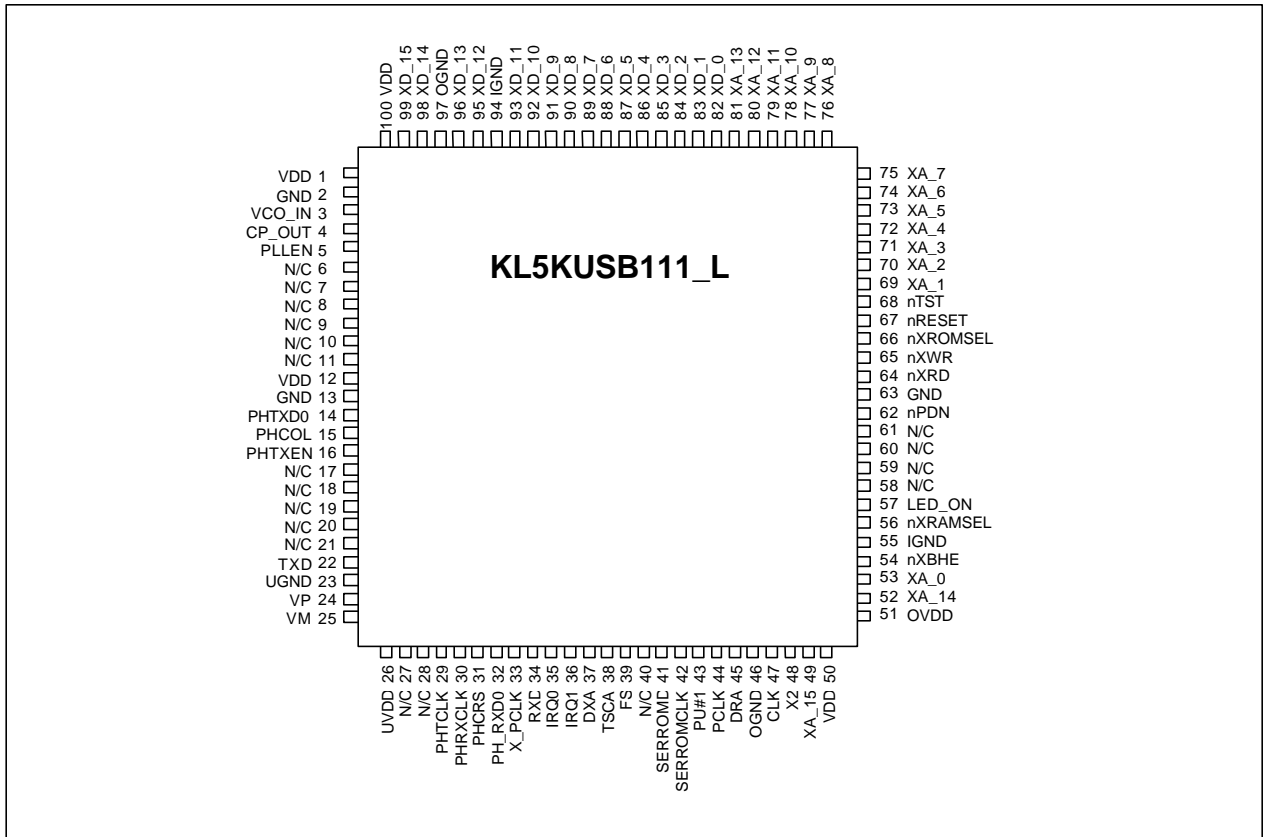 100 VDD
99 XD_15
98 XD_14
97 OGND
96 XD_13
95 XD_12
94 IGND
93 XD_11
92 XD_10
91 XD_9
90 XD_8
89 XD_7
88 XD_6
87 XD_5
86 XD_4
85 XD_3
84 XD_2
83 XD_1
82 XD_0
81 XA_13
80 XA_12
79 XA_11
78 XA_10
77 XA_9
76 XA_8
VDD 1
GND 2
VCO_IN 3
CP_OUT 4
PLLEN 5
N/C 6
N/C 7
N/C 8
N/C 9
N/C 10
N/C 11
VDD 12
GND 13
PHTXD0 14
PHCOL 15
PHTXEN 16
N/C 17
N/C 18
N/C 19
N/C 20
N/C 21
TXD 22
UGND 23
VP 24
VM 25
KL5KUSB111_L
75 XA_7
74 XA_6
73 XA_5
72 XA_4
71 XA_3
70 XA_2
69 XA_1
68 nTST
67 nRESET
66 nXROMSEL
65 nXWR
64 nXRD
63 GND
62 nPDN
61 N/C
60 N/C
59 N/C
58 N/C
57 LED_ON
56 nXRAMSEL
55 IGND
54 nXBHE
53 XA_0
52 XA_14
51 OVDD
UVDD 26
N/C 27
N/C 28
PHTCLK 29
PHRXCLK 30
PHCRS 31
PH_RXD0 32
X_PCLK 33
RXD 34
IRQ0 35
IRQ1 36
DXA 37
TSCA 38
FS 39
N/C 40
SERROMD 41
SERROMCLK 42
PU#1 43
PCLK 44
DRA 45
OGND 46
CLK 47
X2 48
XA_15 49
VDD 50